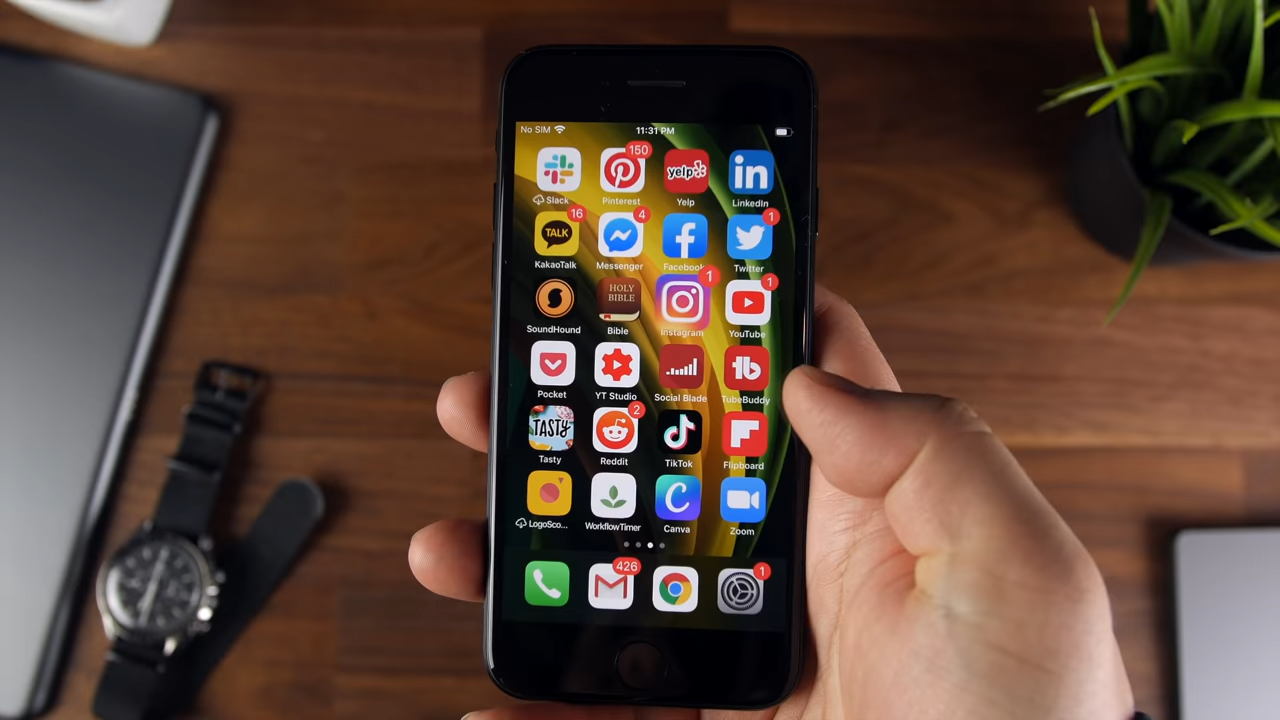 No SIM 11:31 PM
150
yelp in
Slack Pinterest Yelp LinkedIn
16 4 1
TALK
KakaoTalk Messenger Facebook Twitter
HOLY BIBLE 1 1
SoundHound Bible Instagram YouTube
tb
Pocket YT Studio Social Blade TubeBuddy
TASTY 2
Tasty Reddit TikTok Flipboard
C
LogoSco... WorkflowTimer Canva Zoom
426 1